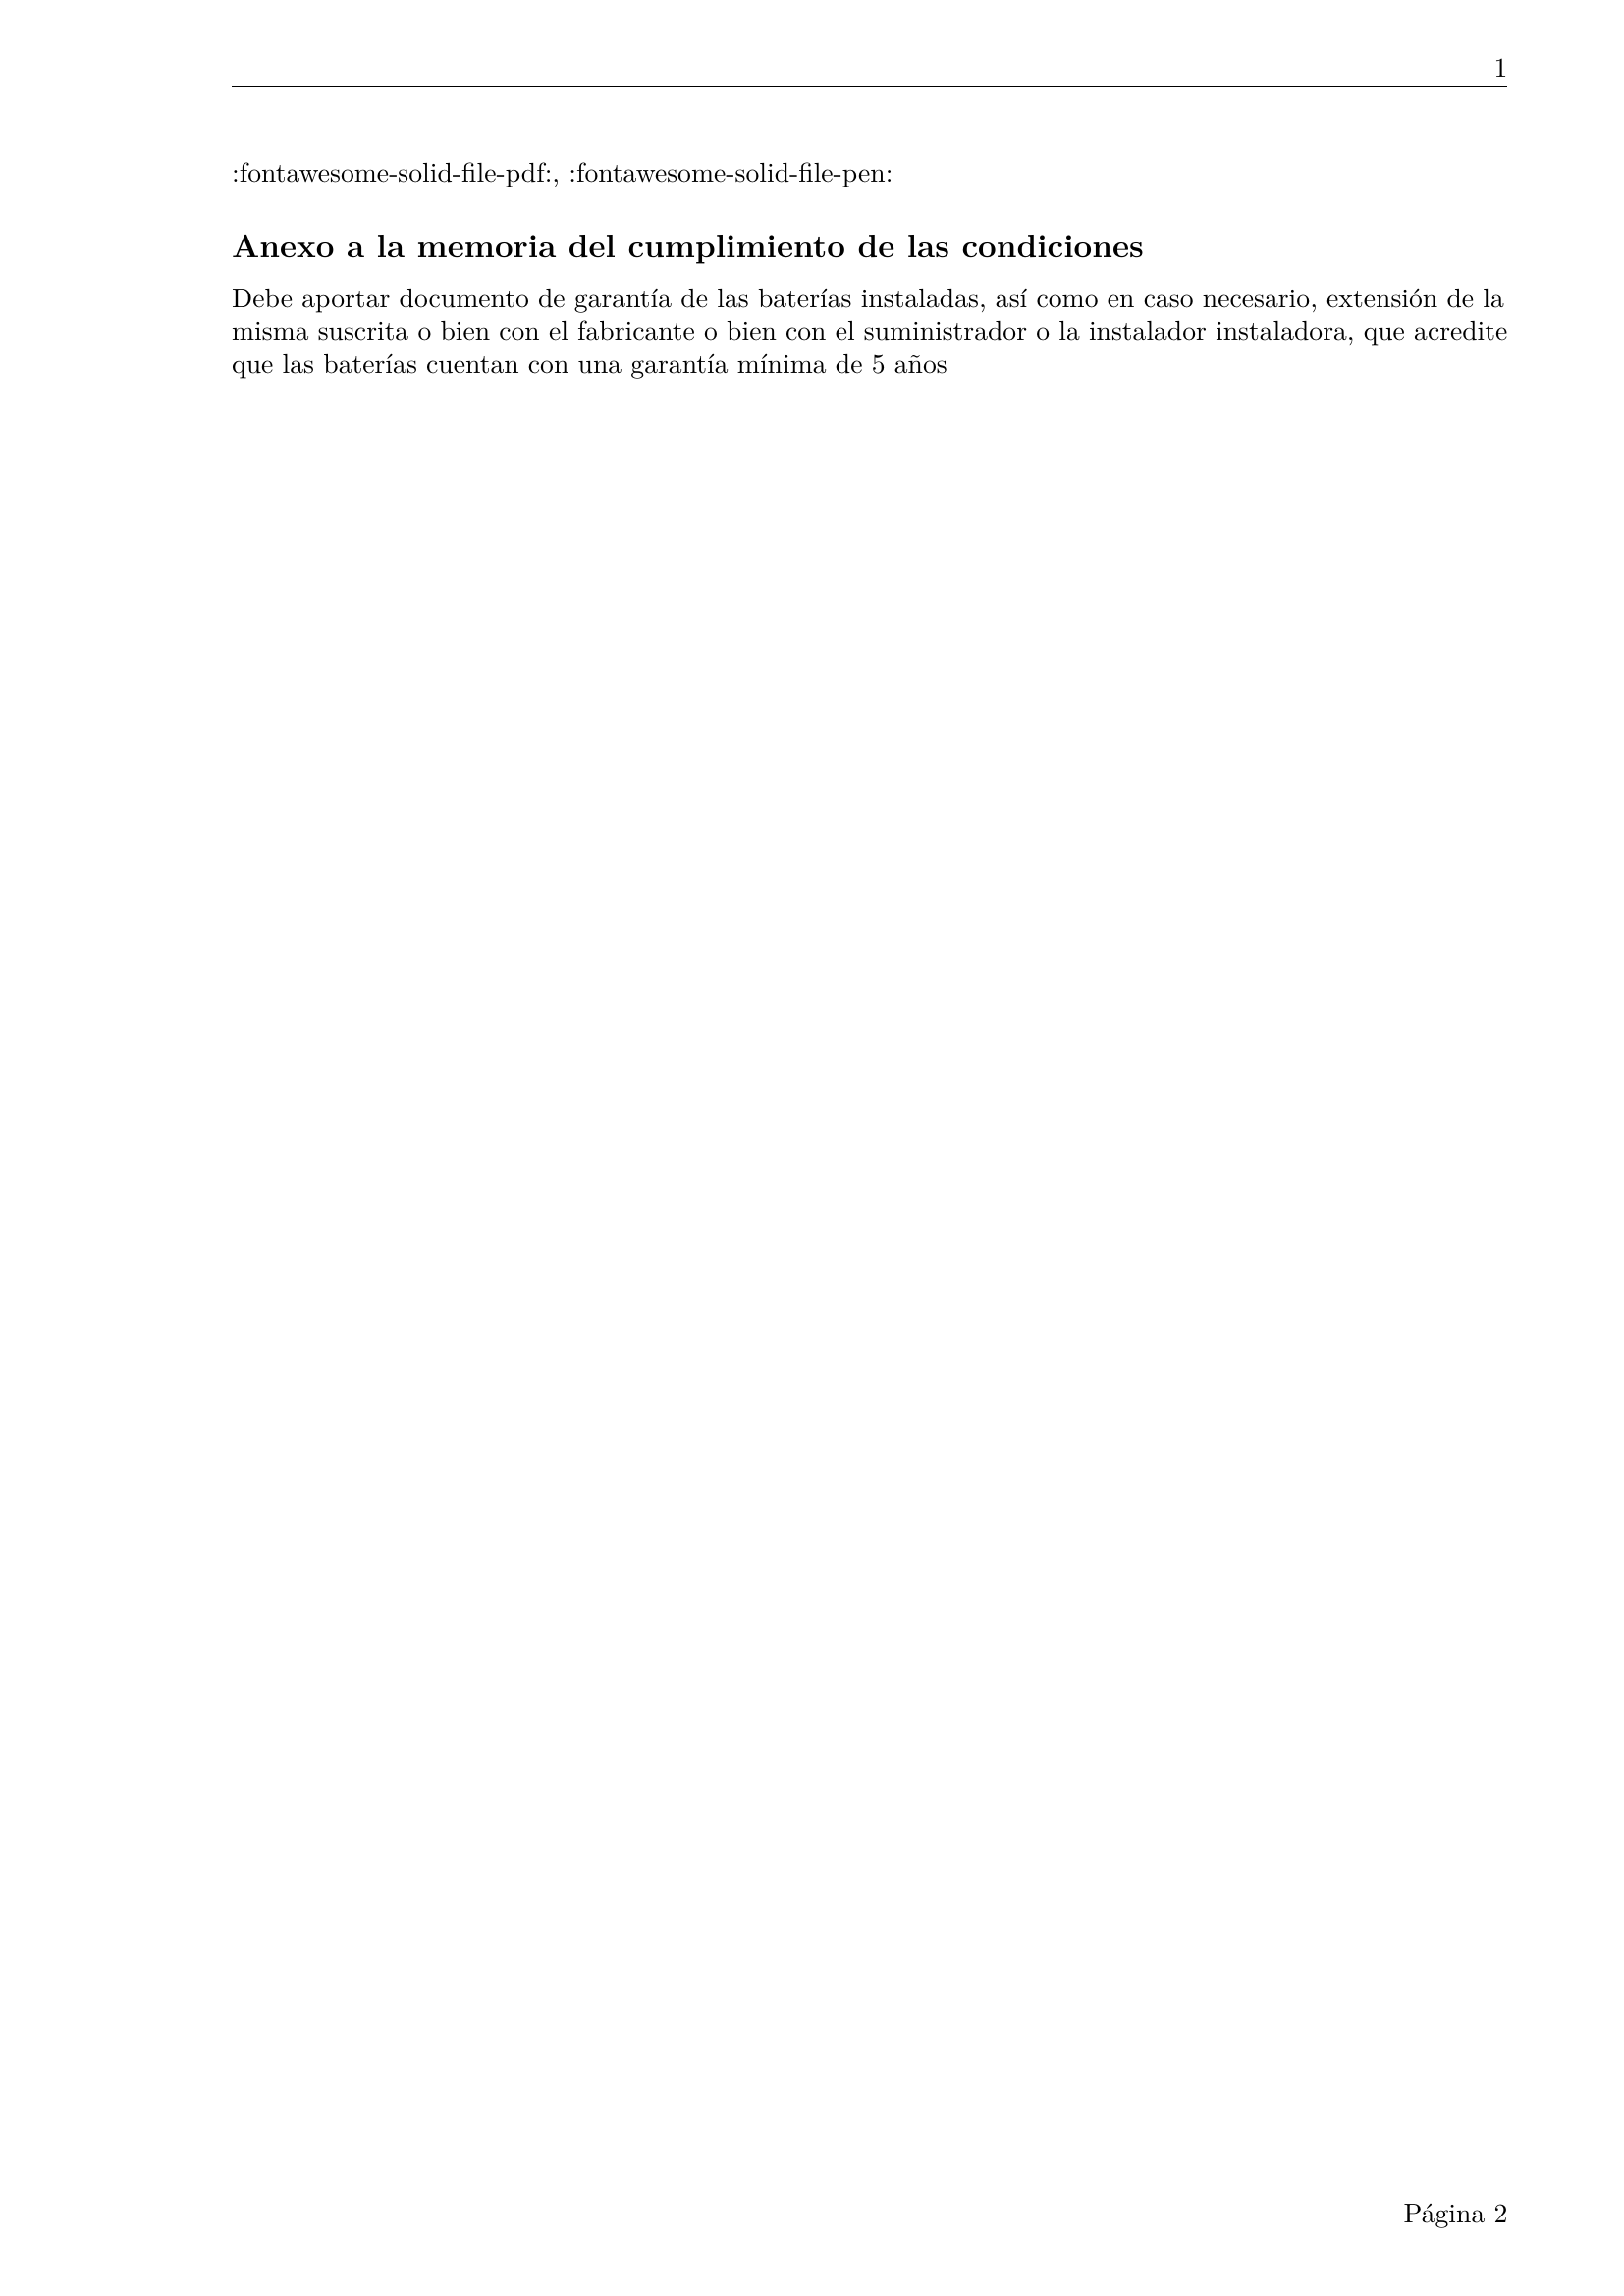 1
:fontawesome-solid-file-pdf:, :fontawesome-solid-file-pen:
Anexo a la memoria del cumplimiento de las condiciones
Debe aportar documento de garantía de las baterías instaladas, así como en caso necesario, extensión de la
misma suscrita o bien con el fabricante o bien con el suministrador o la instalador instaladora, que acredite
que las baterías cuentan con una garantía mínima de 5 años
Página 2